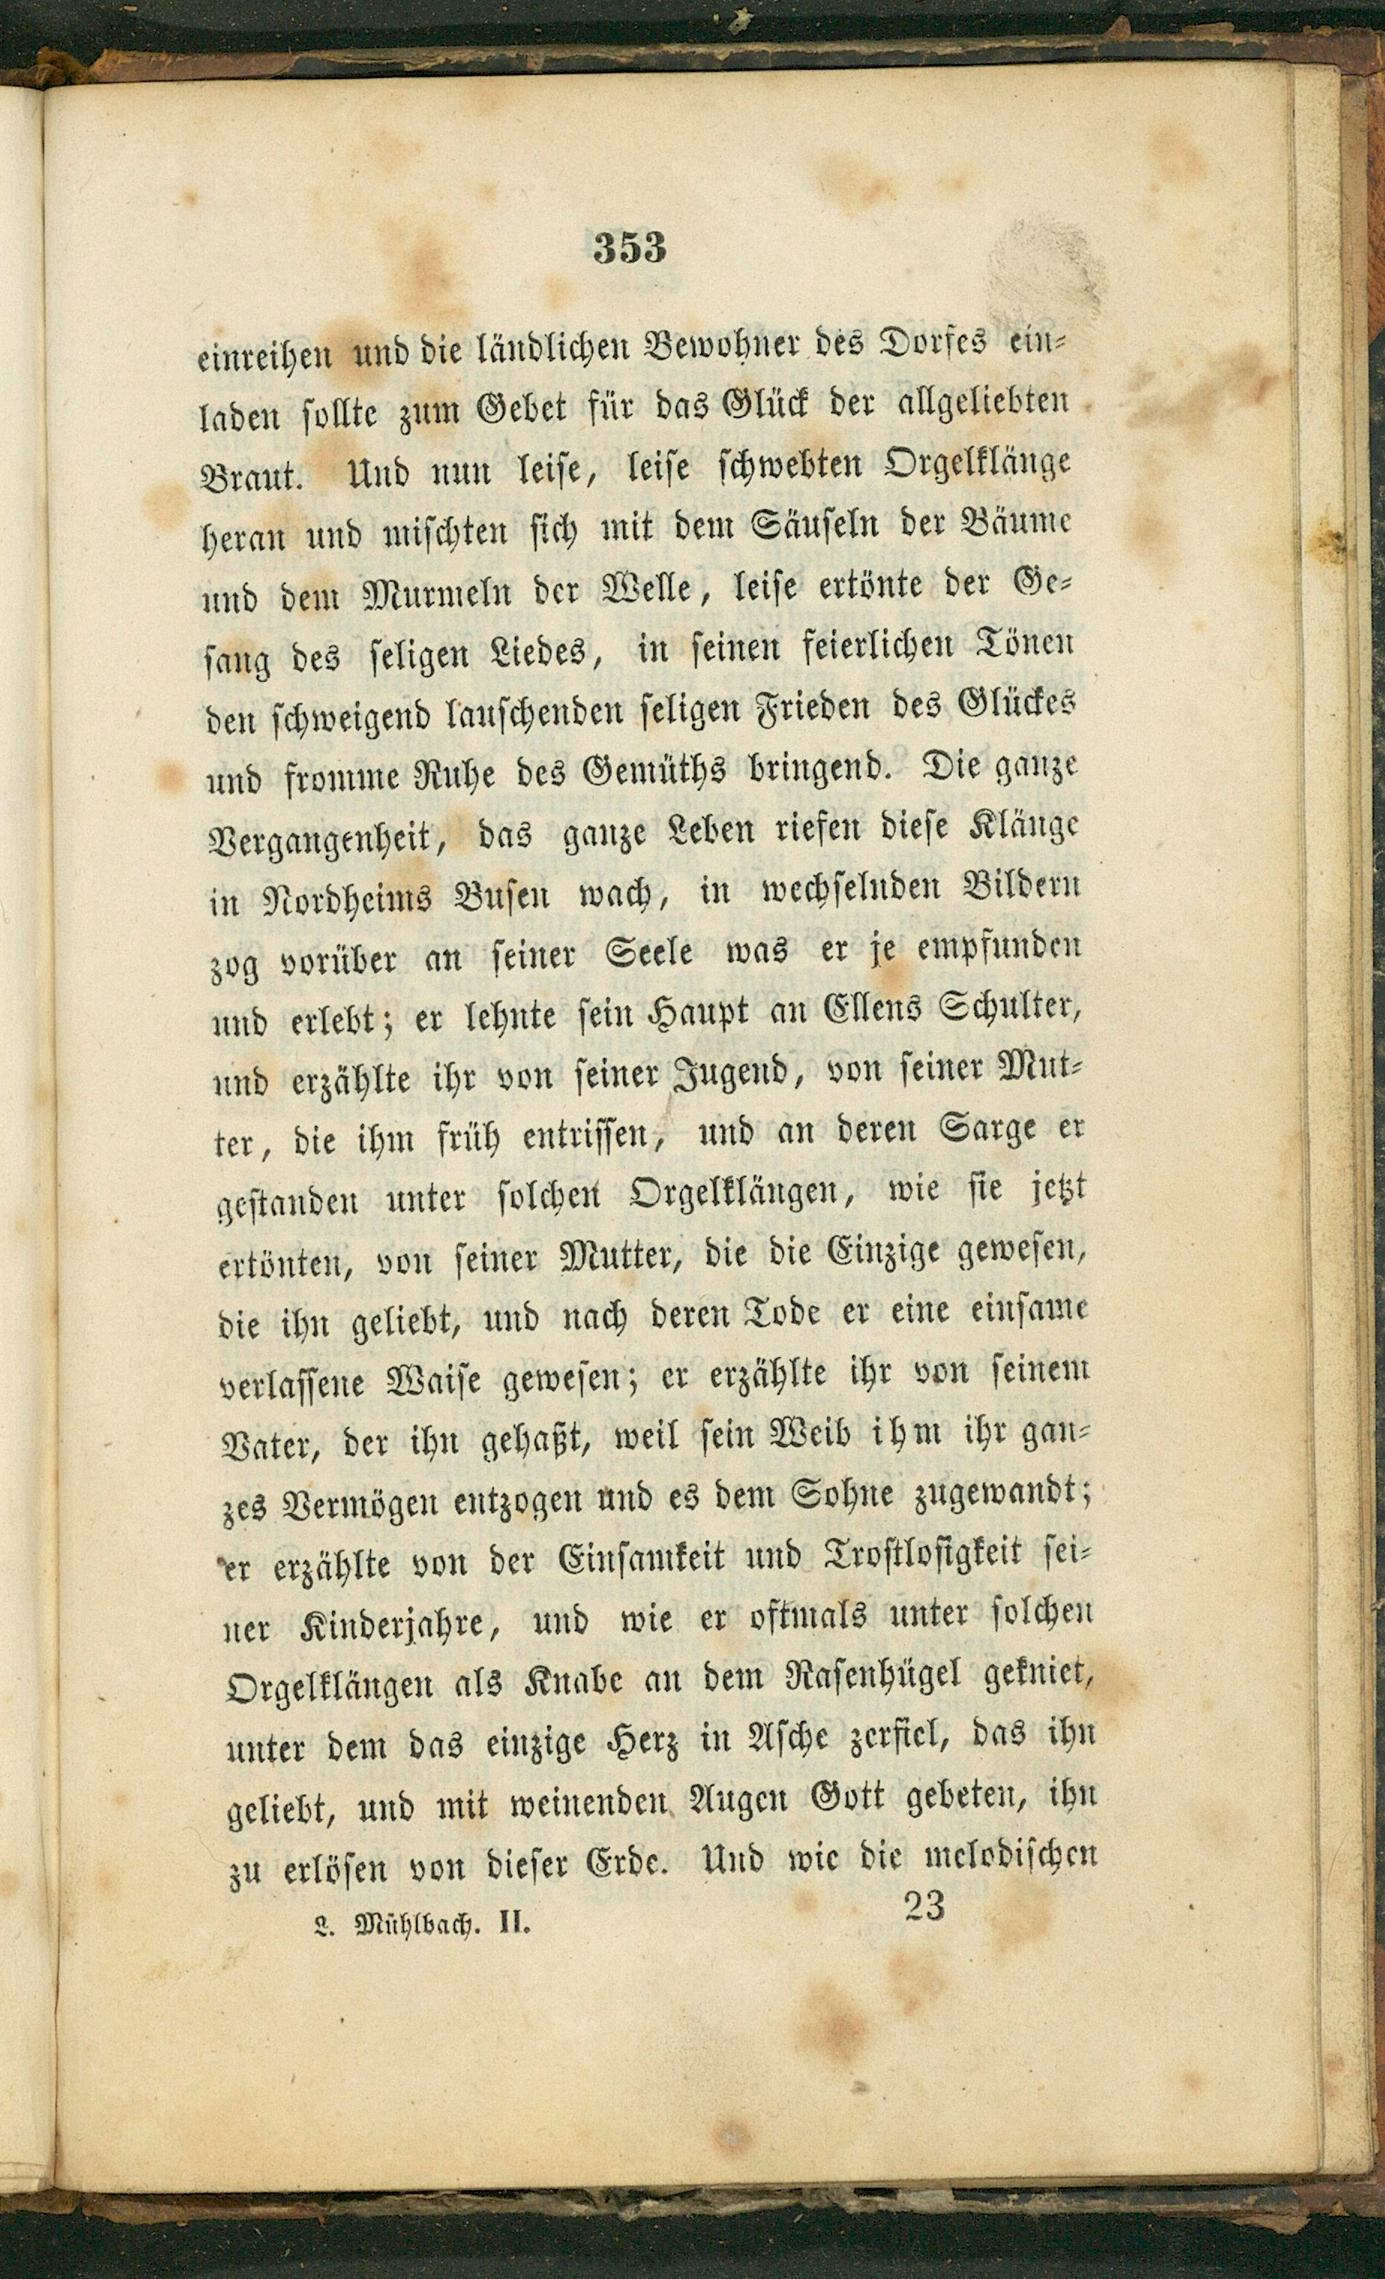 353
einreihen und die ländlichen Bewohner des Dorfes ein-
laden sollte zum Gebet für das Glück der allgeliebten
Braut. Und nun leise, leise schwebten Orgelklänge
heran und mischten sich mit dem Säuseln der Bäume
und dem Murmeln der Welle, leise ertönte der Ge-
sang des seligen Liedes, in seinen feierlichen Tönen
den schweigend lauschenden seligen Frieden des Glückes
und fromme Ruhe des Gemüths bringend. Die ganze
Vergangenheit, das ganze Leben riefen diese Klänge
in Nordheims Busen wach, in wechselnden Bildern
zog vorüber an seiner Seele was er je empfunden
und erlebt; er lehnte sein Haupt an Ellens Schulter,
und erzählte ihr von seiner Jugend, von seiner Mut-
ter, die ihm früh entrissen, und an deren Sarge er
gestanden unter solchen Orgelklängen, wie sie jetzt
ertönten, von seiner Mutter, die die Einzige gewesen,
die ihn geliebt, und nach deren Tode er eine einsame
verlassene Waise gewesen; er erzählte ihr von seinem
Vater, der ihn gehaßt, weil sein Weib ihm ihr gan-
zes Vermögen entzogen und es dem Sohne zugewandt;
er erzählte von der Einsamkeit und Trostlosigkeit sei-
ner Kinderjahre, und wie er oftmals unter solchen
Orgelklängen als Knabe an dem Rasenhügel gekniet,
unter dem das einzige Herz in Asche zerfiel, das ihn
geliebt, und mit weinenden Augen Gott gebeten, ihn
zu erlösen von dieser Erde. Und wie die melodischen
L. Mühlbach. II. 23